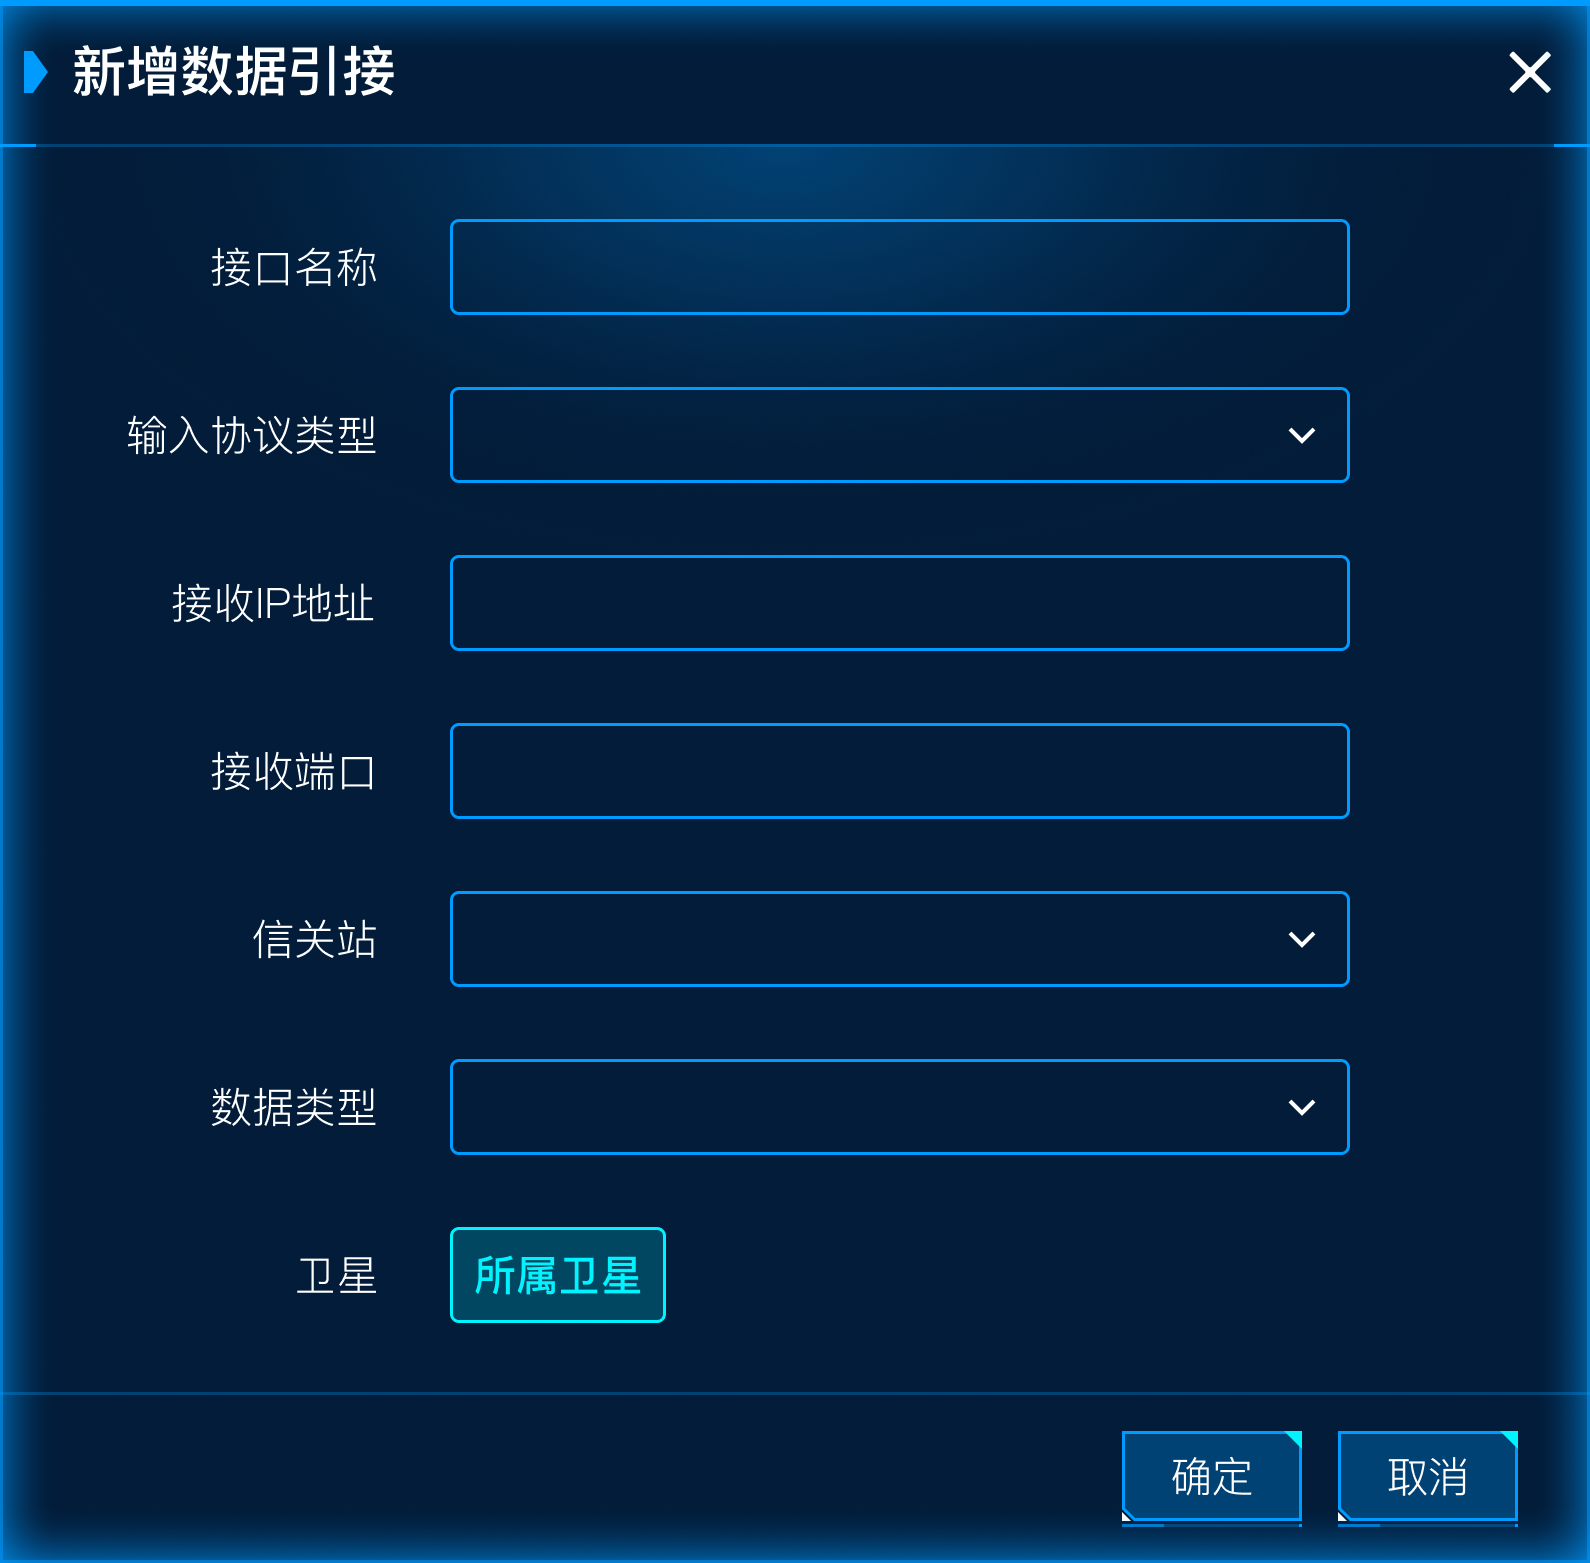 新增数据引接
接口名称
输入协议类型
接收IP地址
接收端口
信关站
数据类型
卫星
所属卫星
确定
取消